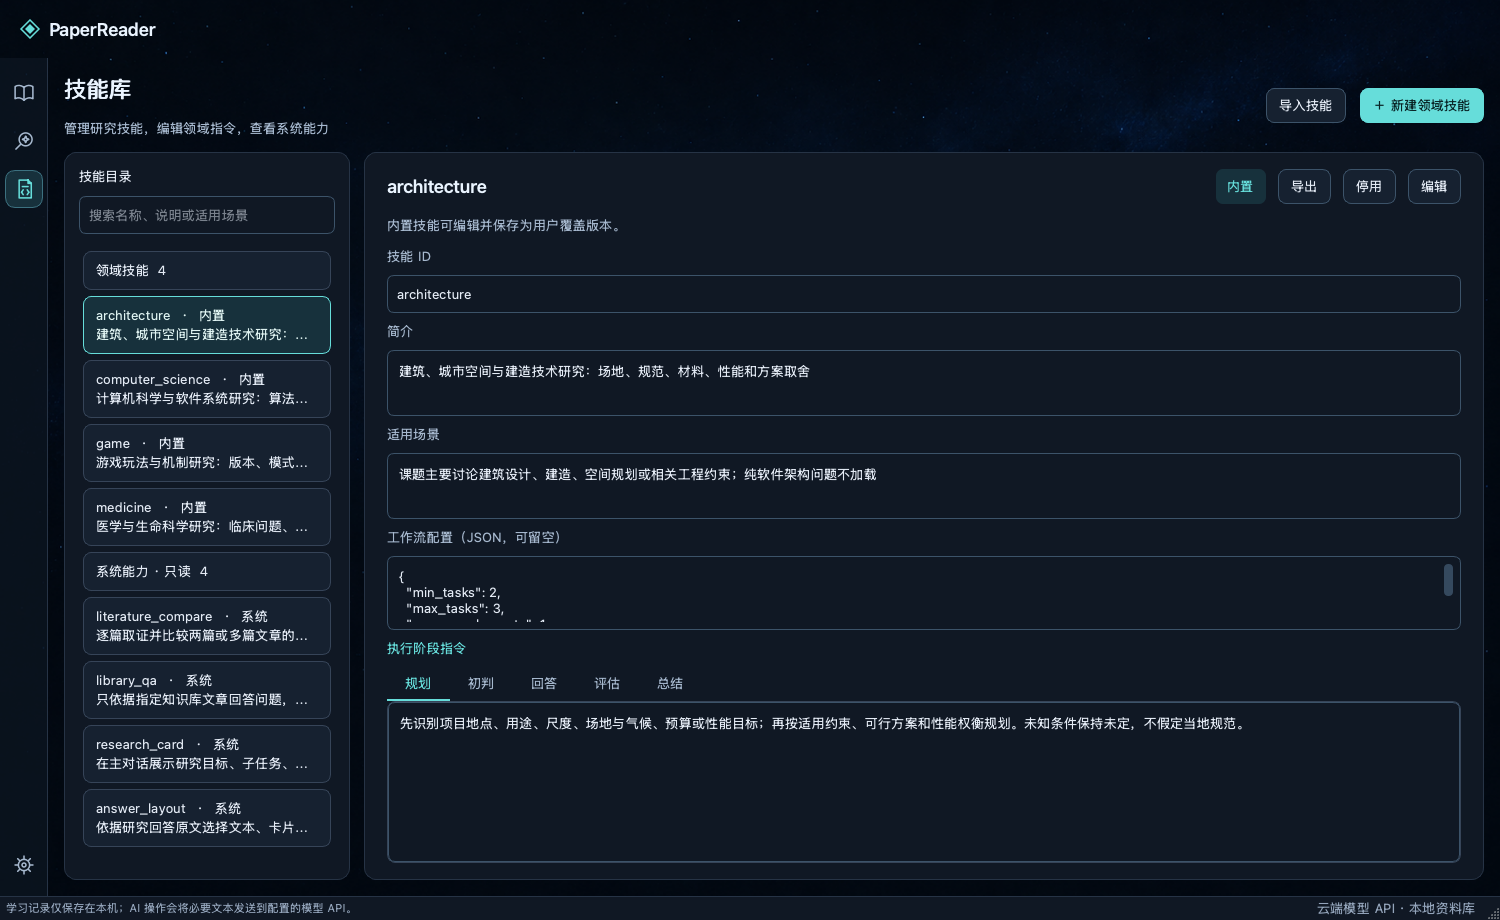 PaperReader
技能库
管理研究技能，编辑领域指令，查看系统能力
导入技能
+ 新建领域技能
技能目录
搜索名称、说明或适用场景
领域技能 4
architecture · 内置
建筑、城市空间与建造技术研究：...
computer_science · 内置
计算机科学与软件系统研究：算法...
game · 内置
游戏玩法与机制研究：版本、模式...
medicine · 内置
医学与生命科学研究：临床问题、...
系统能力 · 只读 4
literature_compare · 系统
逐篇取证并比较两篇或多篇文章的...
library_qa · 系统
只依据指定知识库文章回答问题，...
research_card · 系统
在主对话展示研究目标、子任务、...
answer_layout · 系统
依据研究回答原文选择文本、卡片...
architecture
内置
导出
停用
编辑
内置技能可编辑并保存为用户覆盖版本。
技能 ID
architecture
简介
建筑、城市空间与建造技术研究：场地、规范、材料、性能和方案取舍
适用场景
课题主要讨论建筑设计、建造、空间规划或相关工程约束；纯软件架构问题不加载
工作流配置（JSON，可留空）
{
"min_tasks": 2,
"max_tasks": 3,
执行阶段指令
规划
初判
回答
评估
总结
先识别项目地点、用途、尺度、场地与气候、预算或性能目标；再按适用约束、可行方案和性能权衡规划。未知条件保持未定，不假定当地规范。
学习记录仅保存在本机；AI 操作会将必要文本发送到配置的模型 API。
云端模型 API · 本地资料库